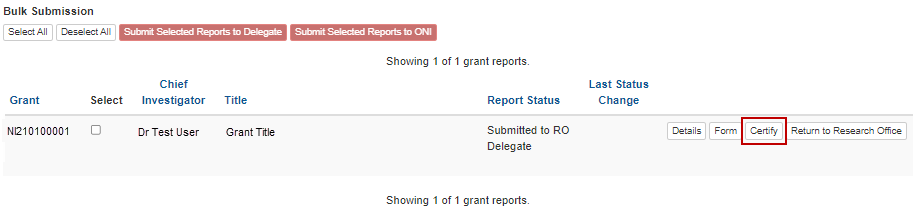 Bulk Submission
Select All Deselect All Submit Selected Reports to Delegate Submit Selected Reports to ONI
Showing 1 of 1 grant reports.
Grant Select Chief Investigator Title Report Status Last Status Change
NI210100001 Dr Test User Grant Title Submitted to RO Delegate Details Form Certify Return to Research Office
Showing 1 of 1 grant reports.